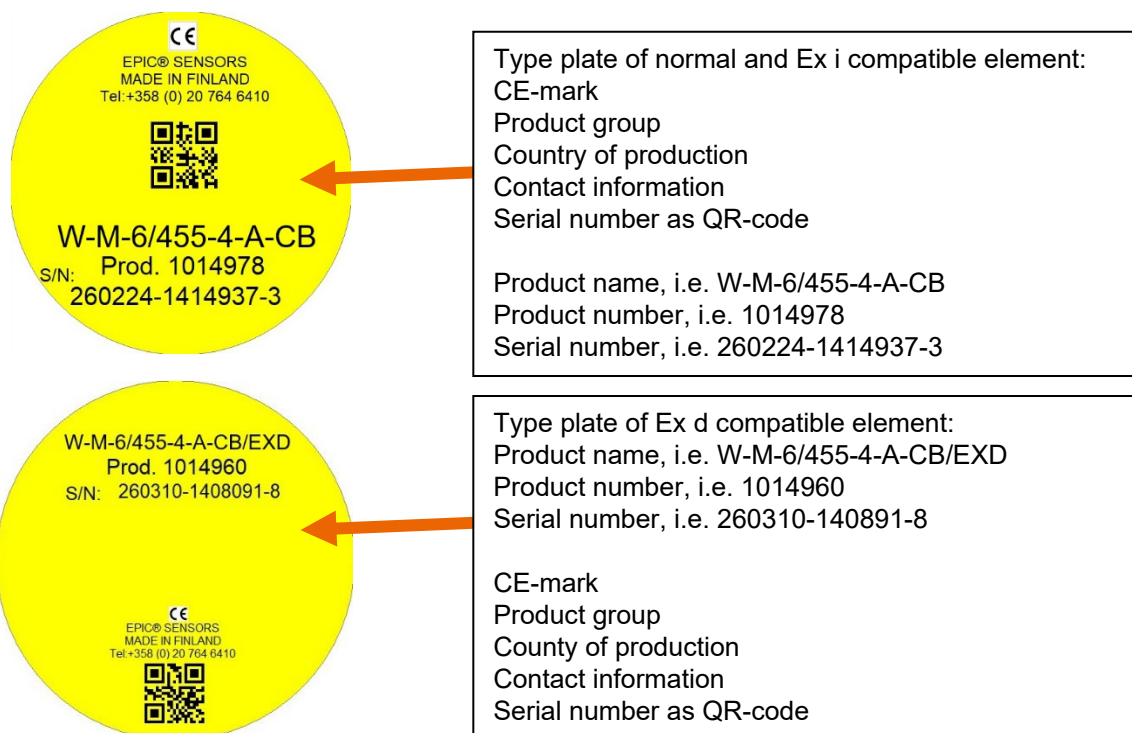 CE
EPIC® SENSORS
MADE IN FINLAND
Tel:+358 (0) 20 764 6410
W-M-6/455-4-A-CB
Prod. 1014978
S/N:
260224-1414937-3
Type plate of normal and Ex i compatible element:
CE-mark
Product group
Country of production
Contact information
Serial number as QR-code
Product name, i.e. W-M-6/455-4-A-CB
Product number, i.e. 1014978
Serial number, i.e. 260224-1414937-3
W-M-6/455-4-A-CB/EXD
Prod. 1014960
S/N: 260310-1408091-8
CE
EPIC® SENSORS
MADE IN FINLAND
Tel:+358 (0) 20 764 6410
Type plate of Ex d compatible element:
Product name, i.e. W-M-6/455-4-A-CB/EXD
Product number, i.e. 1014960
Serial number, i.e. 260310-140891-8
CE-mark
Product group
County of production
Contact information
Serial number as QR-code